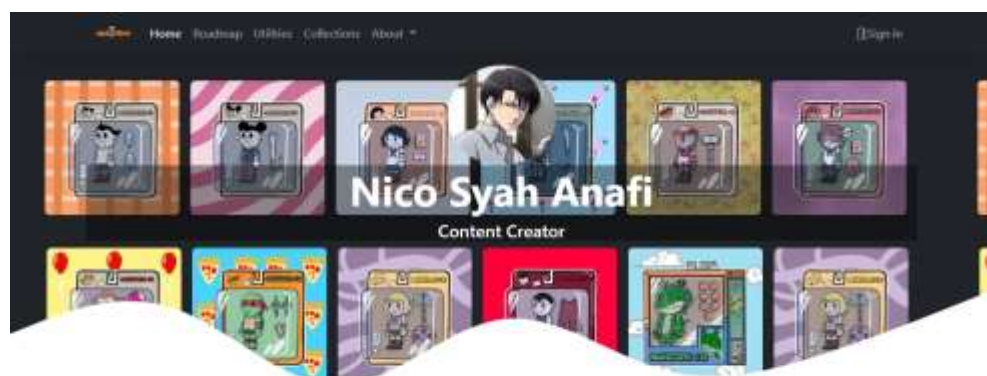 Home Roadmap Utilities Collections About Sign in
Nico Syah Anafi
Content Creator